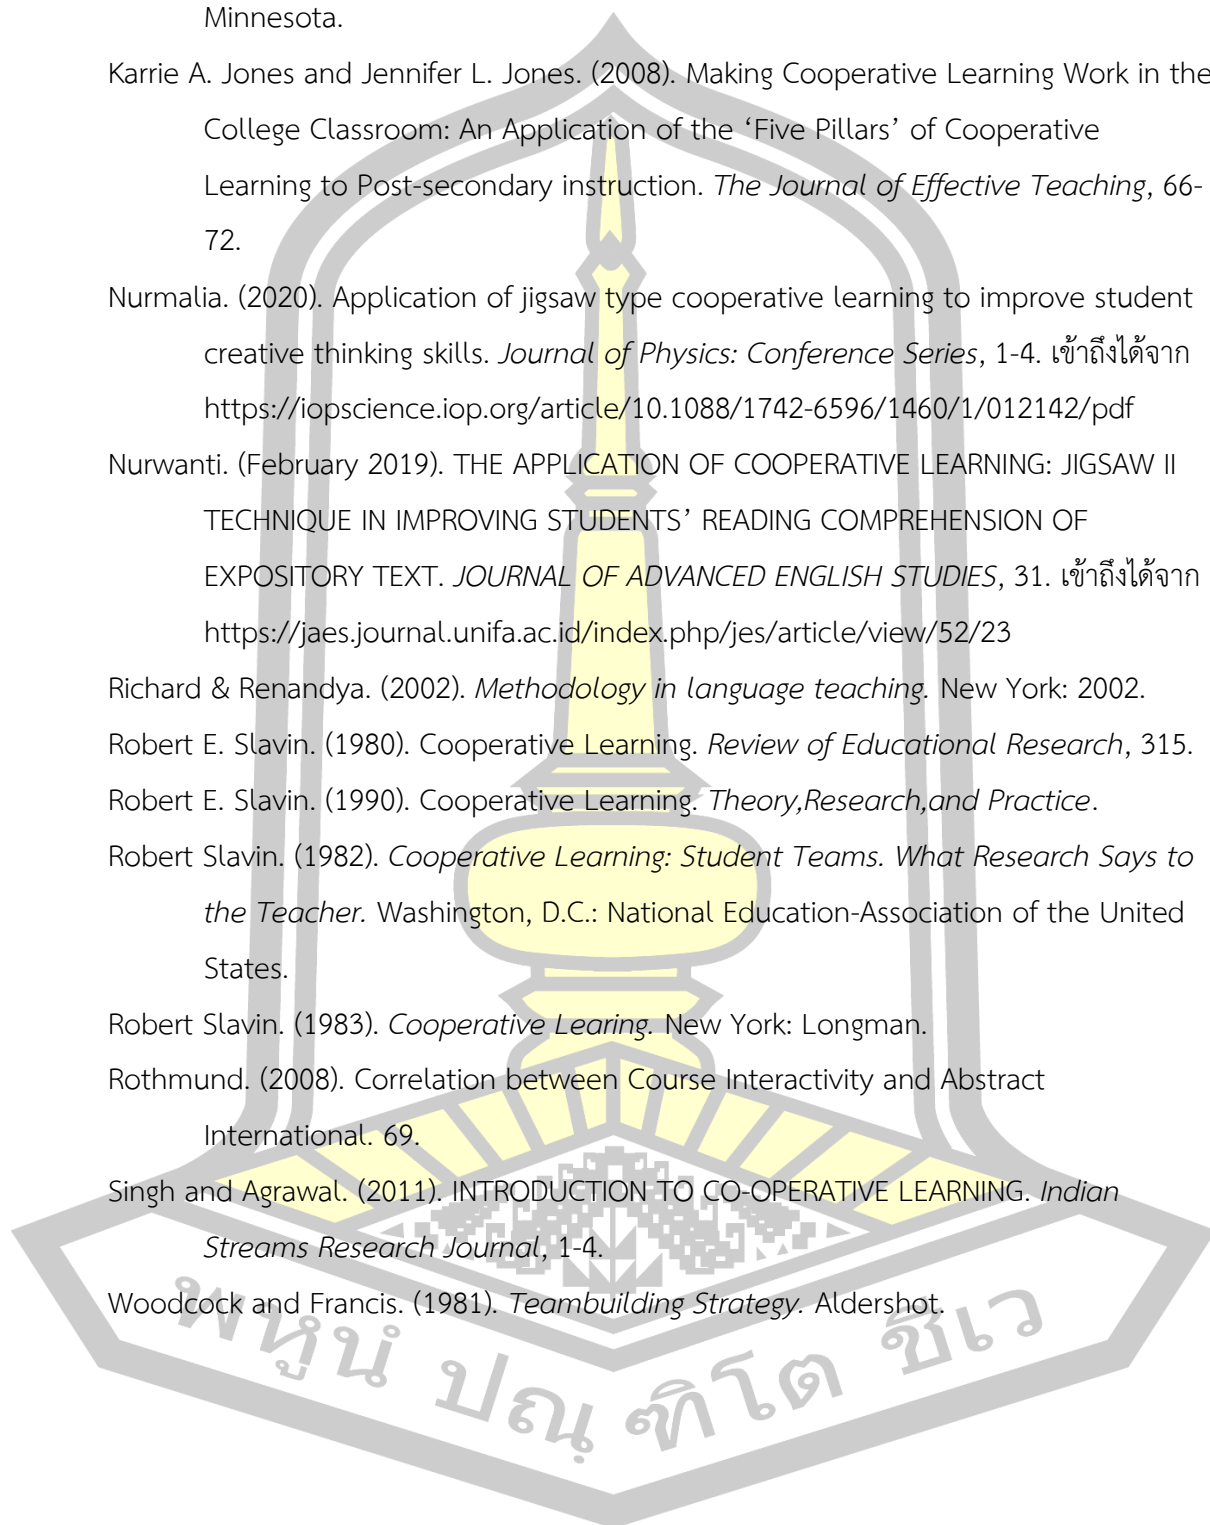 Minnesota.
Karrie A. Jones and Jennifer L. Jones. (2008). Making Cooperative Learning Work in the
College Classroom: An Application of the ‘Five Pillars’ of Cooperative
Learning to Post-secondary instruction. The Journal of Effective Teaching, 66-
72.
Nurmalia. (2020). Application of jigsaw type cooperative learning to improve student
creative thinking skills. Journal of Physics: Conference Series, 1-4. เข้าถึงได้จาก
https://iopscience.iop.org/article/10.1088/1742-6596/1460/1/012142/pdf
Nurwanti. (February 2019). THE APPLICATION OF COOPERATIVE LEARNING: JIGSAW II
TECHNIQUE IN IMPROVING STUDENTS’ READING COMPREHENSION OF
EXPOSITORY TEXT. JOURNAL OF ADVANCED ENGLISH STUDIES, 31. เข้าถึงได้จาก
https://jaes.journal.unifa.ac.id/index.php/jes/article/view/52/23
Richard & Renandya. (2002). Methodology in language teaching. New York: 2002.
Robert E. Slavin. (1980). Cooperative Learning. Review of Educational Research, 315.
Robert E. Slavin. (1990). Cooperative Learning. Theory,Research,and Practice.
Robert Slavin. (1982). Cooperative Learning: Student Teams. What Research Says to
the Teacher. Washington, D.C.: National Education-Association of the United
States.
Robert Slavin. (1983). Cooperative Learing. New York: Longman.
Rothmund. (2008). Correlation between Course Interactivity and Abstract
International. 69.
Singh and Agrawal. (2011). INTRODUCTION TO CO-OPERATIVE LEARNING. Indian
Streams Research Journal, 1-4.
Woodcock and Francis. (1981). Teambuilding Strategy. Aldershot.
พหูนํ ปณฺฑิโต ชีเว